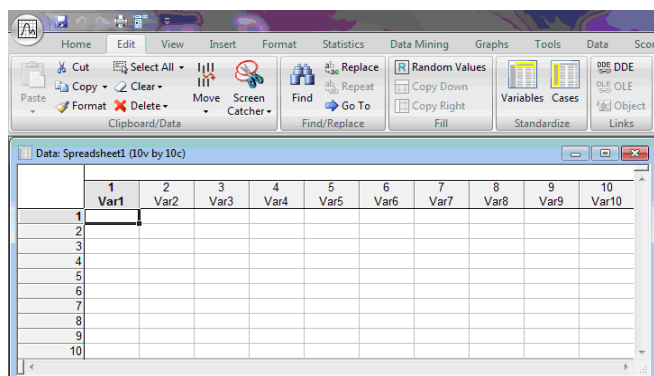 Home Edit View Insert Format Statistics Data Mining Graphs Tools Data
Cut Select All Replace Random Values DDE DDE
Copy Clear Repeat Copy Down OLE OLE
Paste Format Delete Move Screen Catcher Find Go To Copy Right Variables Cases Object
Clipboard/Data Find/Replace Fill Standardize Links
Data: Spreadsheet1 (10v by 10c)
1 2 3 4 5 6 7 8 9 10
Var1 Var2 Var3 Var4 Var5 Var6 Var7 Var8 Var9 Var10
1
2
3
4
5
6
7
8
9
10